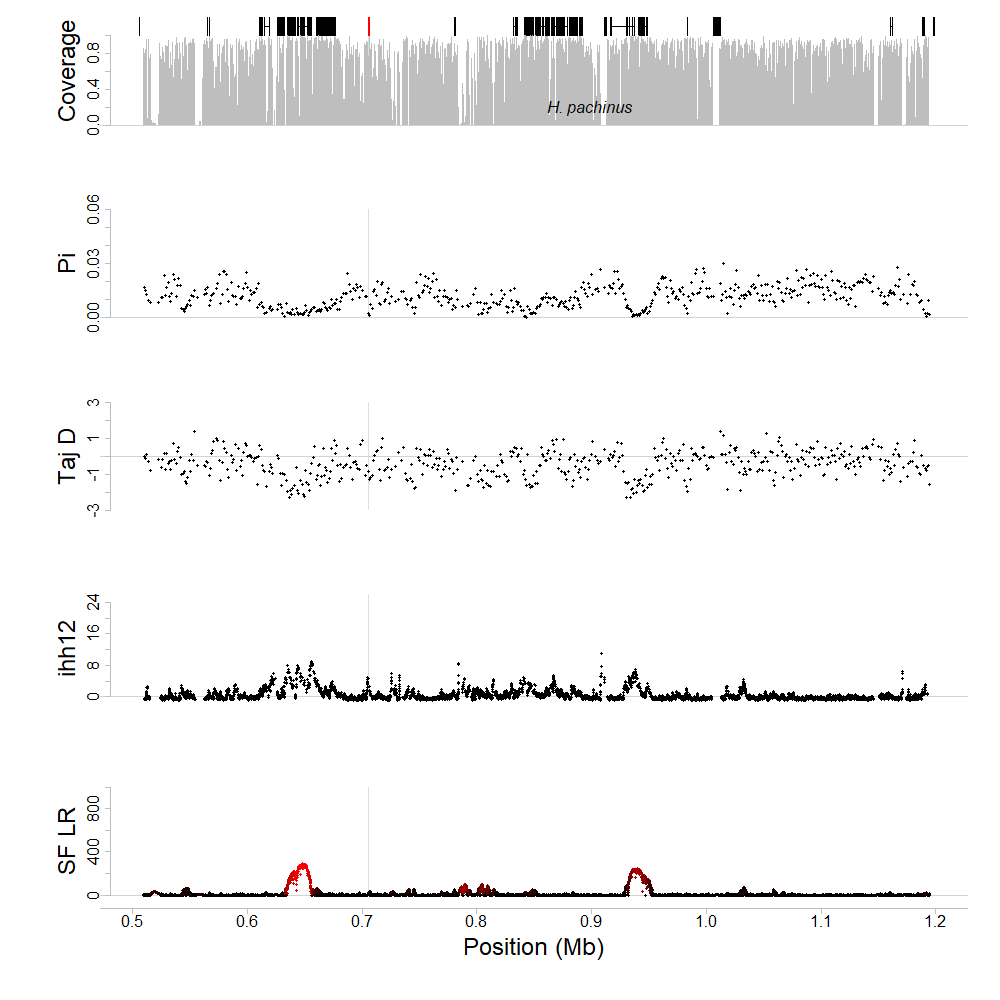 Coverage
0.0 0.4 0.8
H. pachinus
Pi
0.00 0.03 0.06
Taj D
-3 -1 1 3
ihh12
0 8 16 24
SF LR
0 400 800
0.5 0.6 0.7 0.8 0.9 1.0 1.1 1.2
Position (Mb)